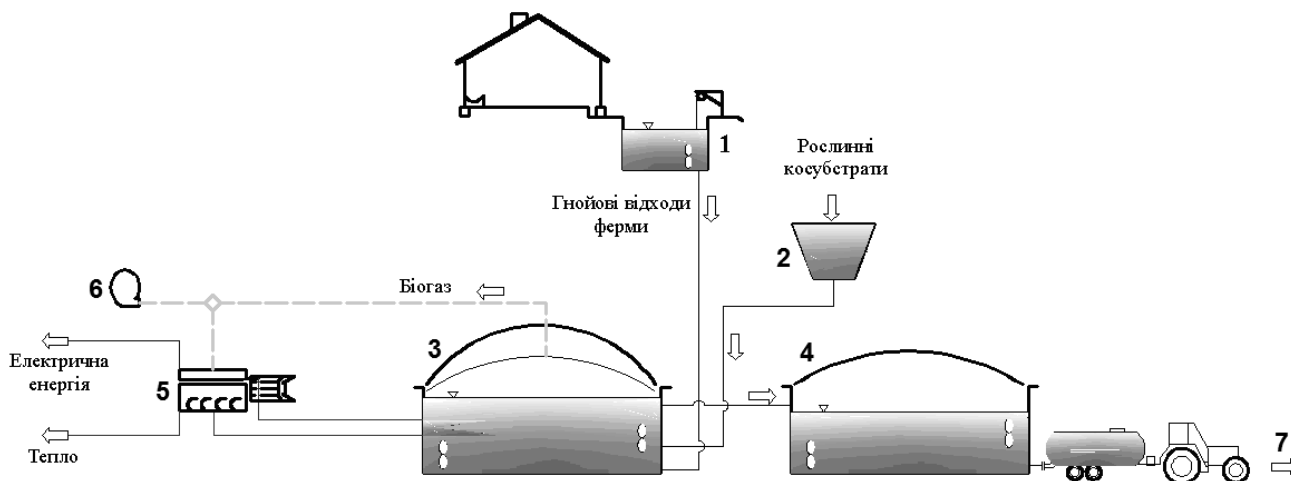 1
Рослинні
косубстрати
Гнойові відходи
ферми
2
6
Біогаз
Електрична
енергія
3
4
5
Тепло
7